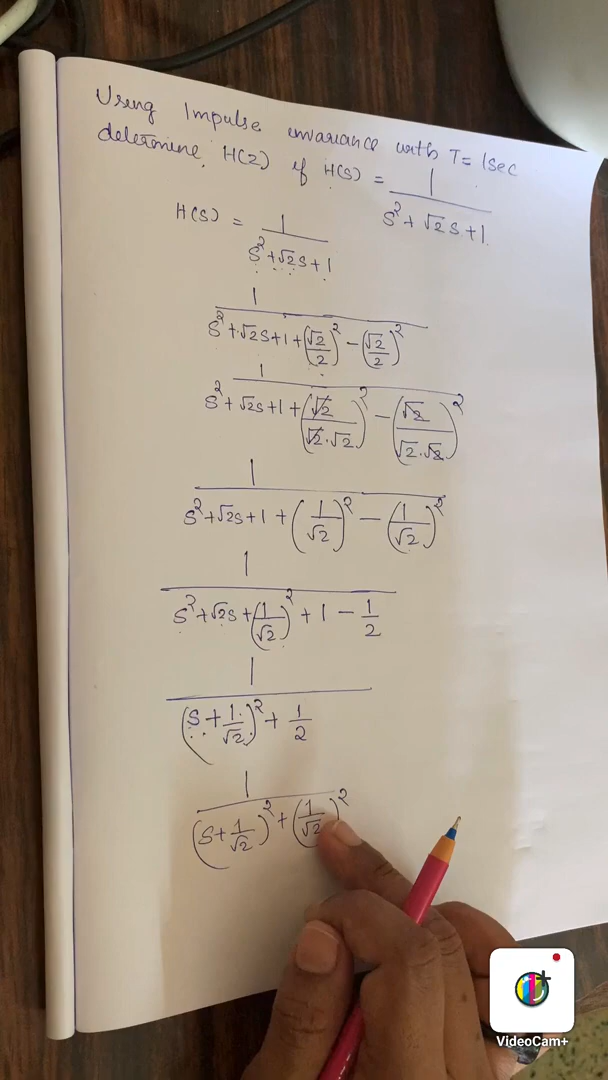 Using Impulse invariance with T= 1sec
determine H(z) if H(s) = 1/(s² + √2s + 1)
H(s) = 1/(s² + √2s + 1)
1/(s² + √2s + 1 + (√2/2)² − (√2/2)²)
1/(s² + √2s + 1 + (√2/(√2·√2))² − (√2/(√2·√2))²)
1/(s² + √2s + 1 + (1/√2)² − (1/√2)²)
1/(s² + √2s + (1/√2)² + 1 − 1/2)
1/((s + 1/√2)² + 1/2)
1/((s + 1/√2)² + (1/√2)²)
VideoCam+